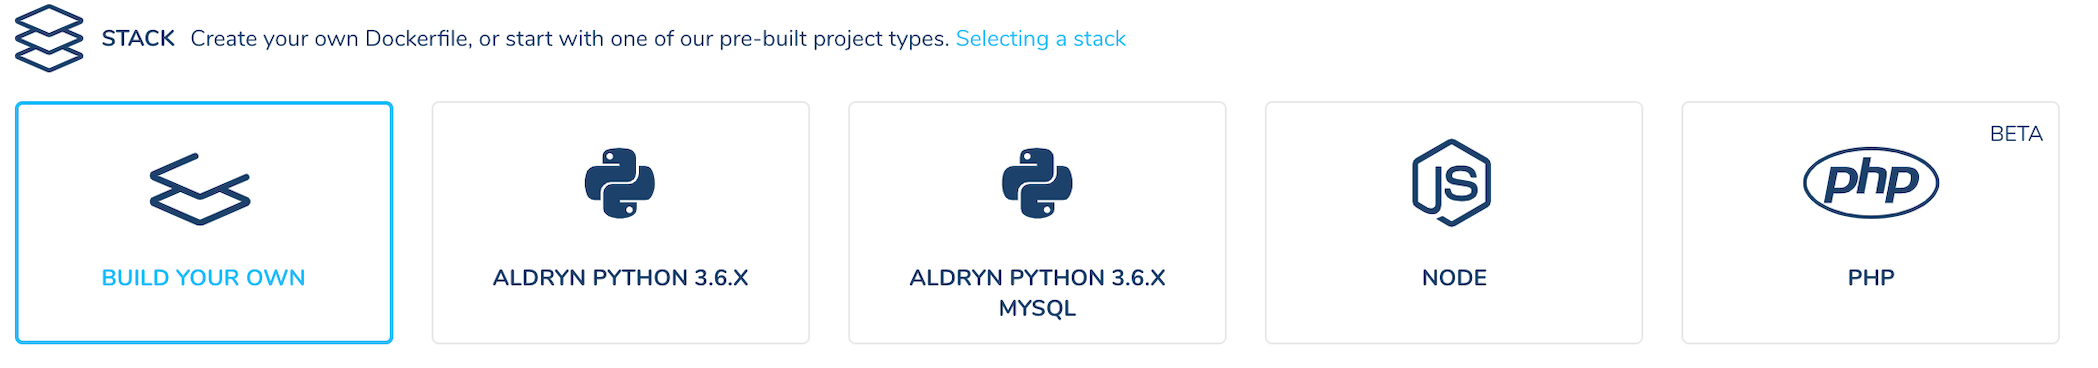 STACK Create your own Dockerfile, or start with one of our pre-built project types. Selecting a stack
BUILD YOUR OWN
ALDRYN PYTHON 3.6.X
ALDRYN PYTHON 3.6.X
MYSQL
JS
NODE
BETA
php
PHP